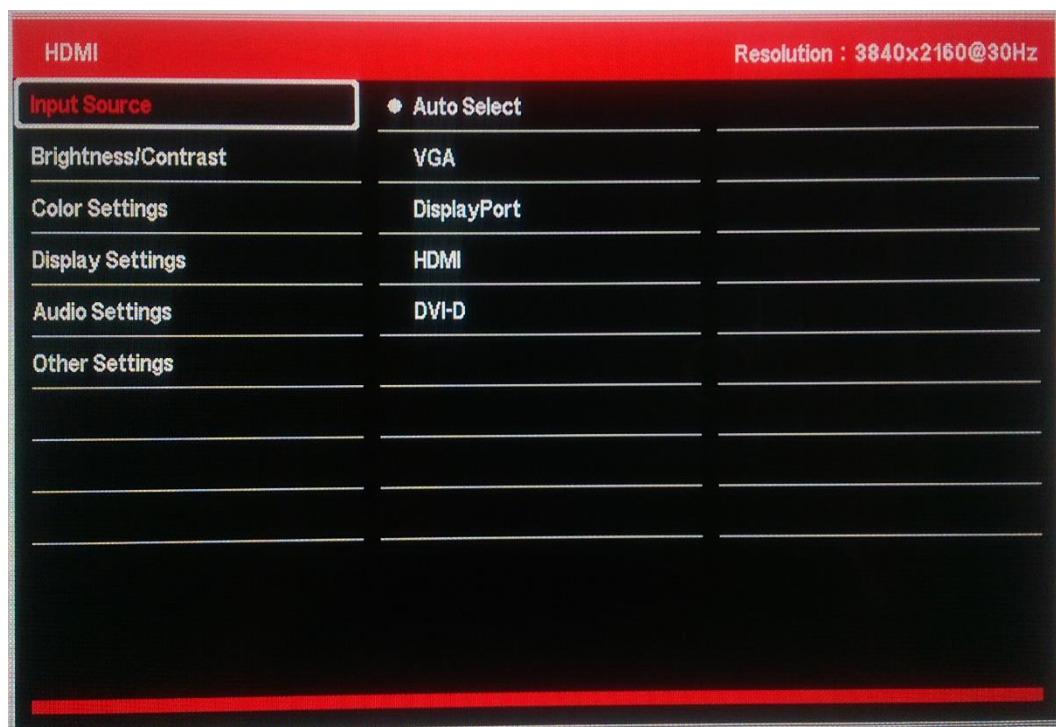 HDMI Resolution : 3840x2160@30Hz
Input Source
Brightness/Contrast
Color Settings
Display Settings
Audio Settings
Other Settings
● Auto Select
VGA
DisplayPort
HDMI
DVI-D